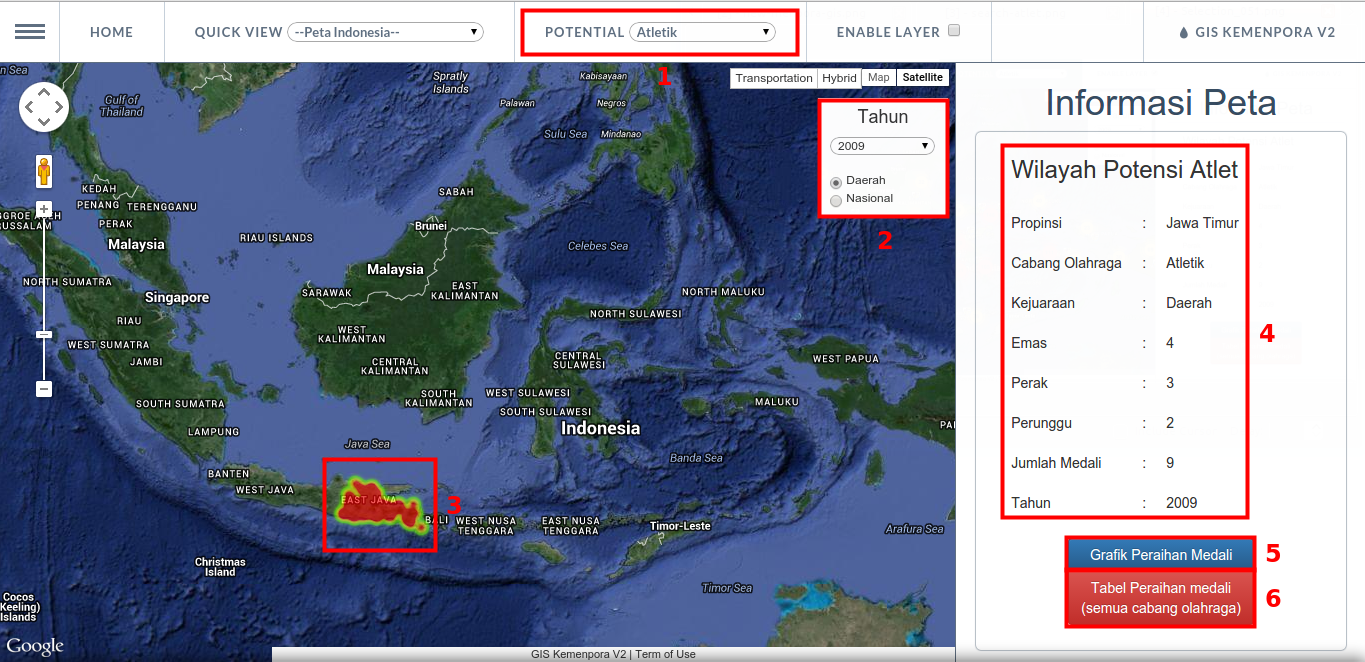 HOME
QUICK VIEW --Peta Indonesia--
POTENTIAL Atletik
ENABLE LAYER
GIS KEMENPORA V2
1
Transportation Hybrid Map Satellite
Tahun
2009
Daerah
Nasional
2
en Sea
Gulf of
Thailand
Spratly
Islands
Kabisayaan
Palawan
Negros
Sulu Sea
Mindanao
KEDAH
PENANG
TERENGGANU
PERAK
Malaysia
SABAH
Brunei
RIAU ISLANDS
Celebes Sea
Malaysia
SARAWAK
EAST
KALIMANTAN
NORTH MALUKU
NORTH SUMATRA
Singapore
RIAU
NORTH SULAWESI
WEST
KALIMANTAN
WEST SUMATRA
JAMBI
CENTRAL
KALIMANTAN
CENTRAL
SULAWESI
WEST PAPUA
SOUTH SUMATRA
SOUTH
KALIMANTAN
WEST SULAWESI
SOUTH SULAWESI
MALUKU
PA
LAMPUNG
Indonesia
Java Sea
Banda Sea
BANTEN
WEST JAVA
EAST JAVA
3
BALI
WEST NUSA
TENGGARA
EAST NUSA
TENGGARA
Timor-Leste
Arafura Sea
Christmas
Island
Timor Sea
Cocos
Keeling)
Islands
Google
GIS Kemenpora V2 | Term of Use
Informasi Peta
Wilayah Potensi Atlet
Propinsi : Jawa Timur
Cabang Olahraga : Atletik
Kejuaraan : Daerah
Emas : 4
Perak : 3
Perunggu : 2
Jumlah Medali : 9
Tahun : 2009
4
Grafik Peraihan Medali
5
Tabel Peraihan medali
(semua cabang olahraga)
6